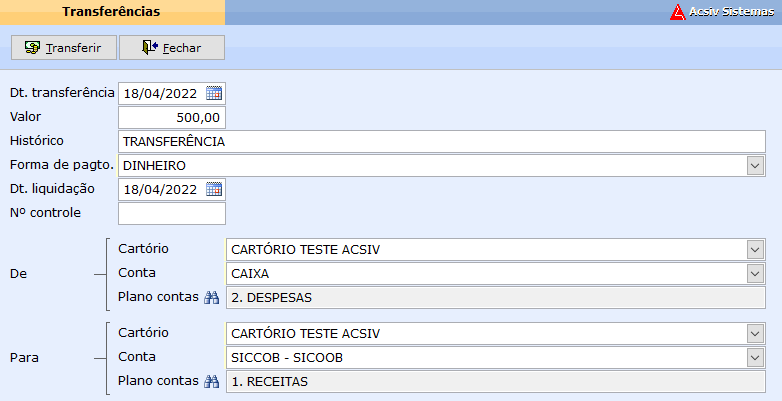 Transferências
Acsiv Sistemas
Transferir Fechar
Dt. transferência 18/04/2022
Valor 500,00
Histórico TRANSFERÊNCIA
Forma de pagto. DINHEIRO
Dt. liquidação 18/04/2022
Nº controle
Cartório CARTÓRIO TESTE ACSIV
De Conta CAIXA
Plano contas 2. DESPESAS
Cartório CARTÓRIO TESTE ACSIV
Para Conta SICCOB - SICOOB
Plano contas 1. RECEITAS